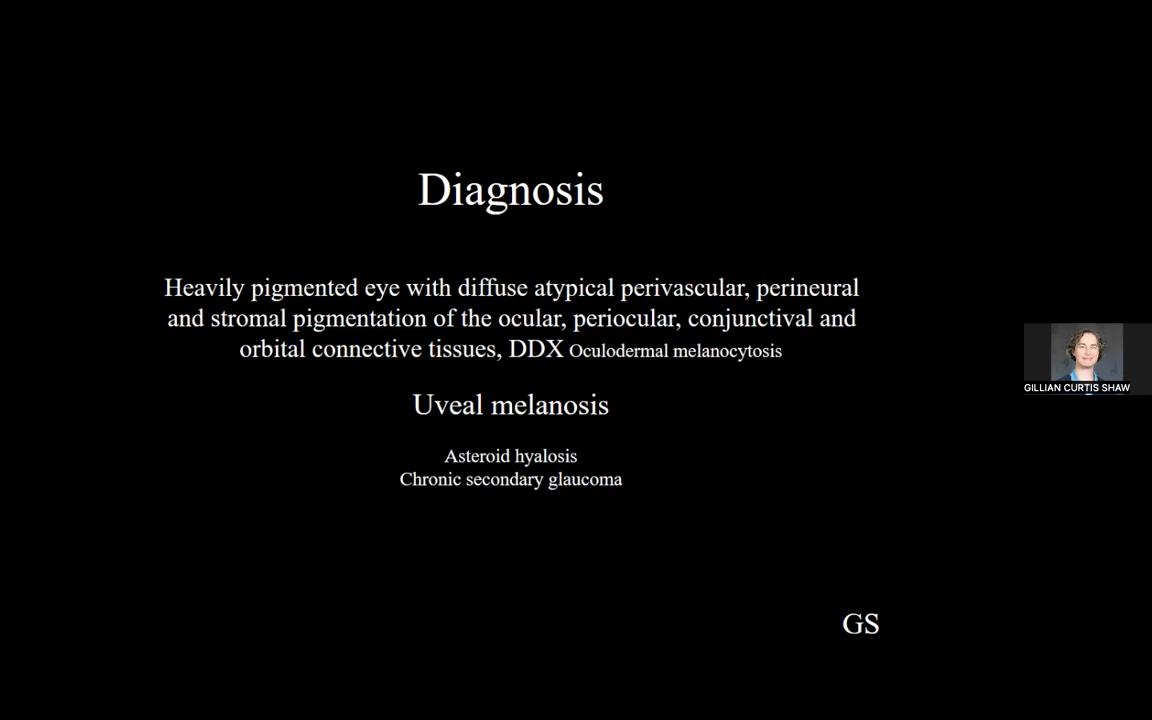 Diagnosis
Heavily pigmented eye with diffuse atypical perivascular, perineural
and stromal pigmentation of the ocular, periocular, conjunctival and
orbital connective tissues, DDX Oculodermal melanocytosis
Uveal melanosis
Asteroid hyalosis
Chronic secondary glaucoma
GS
GILLIAN CURTIS SHAW